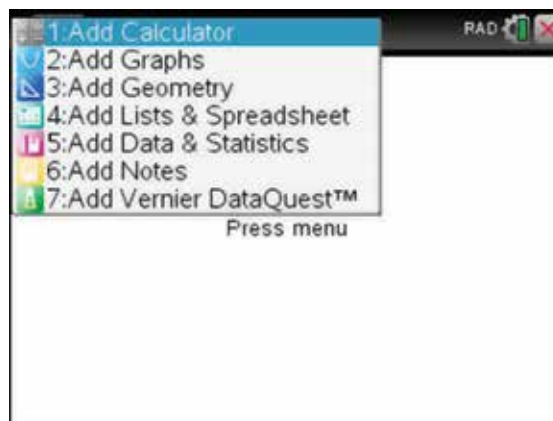 1:Add Calculator
RAD
2:Add Graphs
3:Add Geometry
4:Add Lists & Spreadsheet
5:Add Data & Statistics
6:Add Notes
7:Add Vernier DataQuest™
Press menu